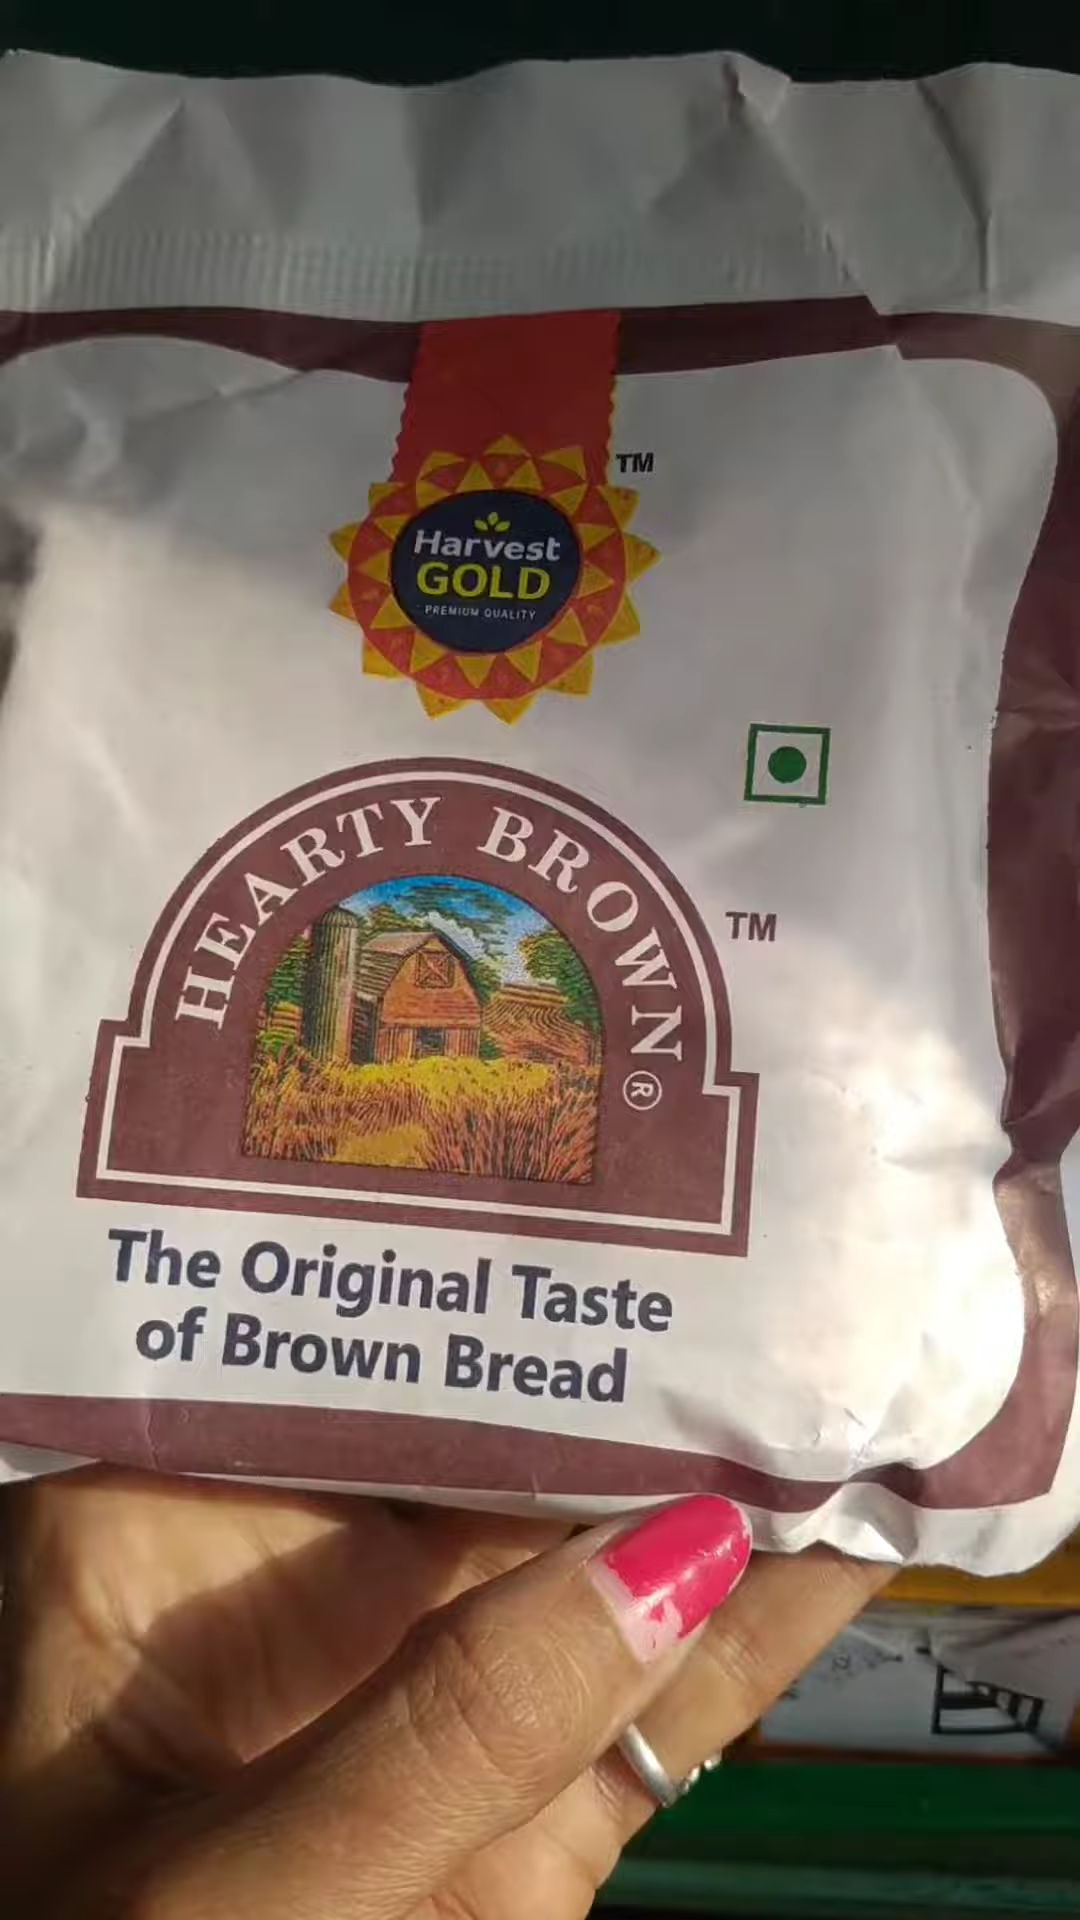 TM
Harvest
GOLD
PREMIUM QUALITY
HEARTY BROWN®
TM
The Original Taste
of Brown Bread